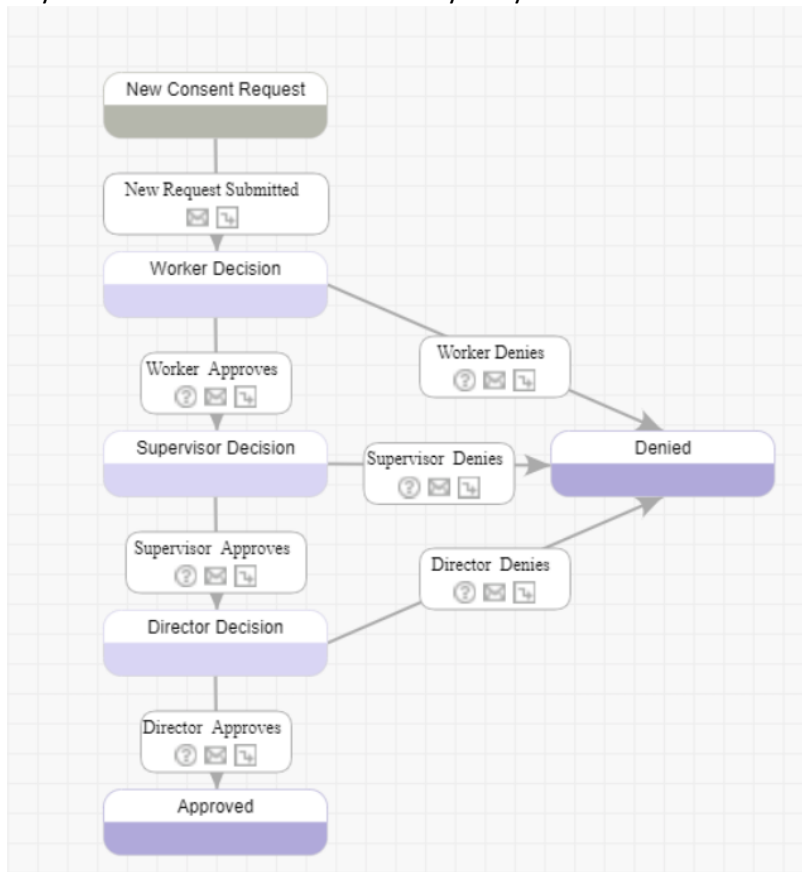 New Consent Request
New Request Submitted
Worker Decision
Worker Denies
Worker Approves
Supervisor Decision
Supervisor Denies
Denied
Supervisor Approves
Director Denies
Director Decision
Director Approves
Approved